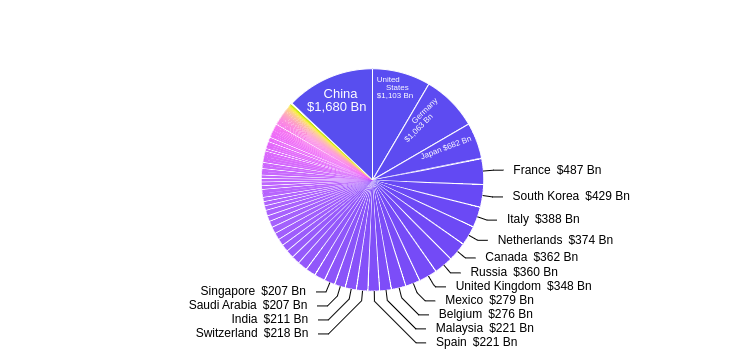 China
$1,680 Bn
United
States
$1,103 Bn
Germany
$1,063 Bn
Japan $682 Bn
France $487 Bn
South Korea $429 Bn
Italy $388 Bn
Netherlands $374 Bn
Canada $362 Bn
Russia $360 Bn
United Kingdom $348 Bn
Mexico $279 Bn
Belgium $276 Bn
Malaysia $221 Bn
Spain $221 Bn
Switzerland $218 Bn
India $211 Bn
Saudi Arabia $207 Bn
Singapore $207 Bn